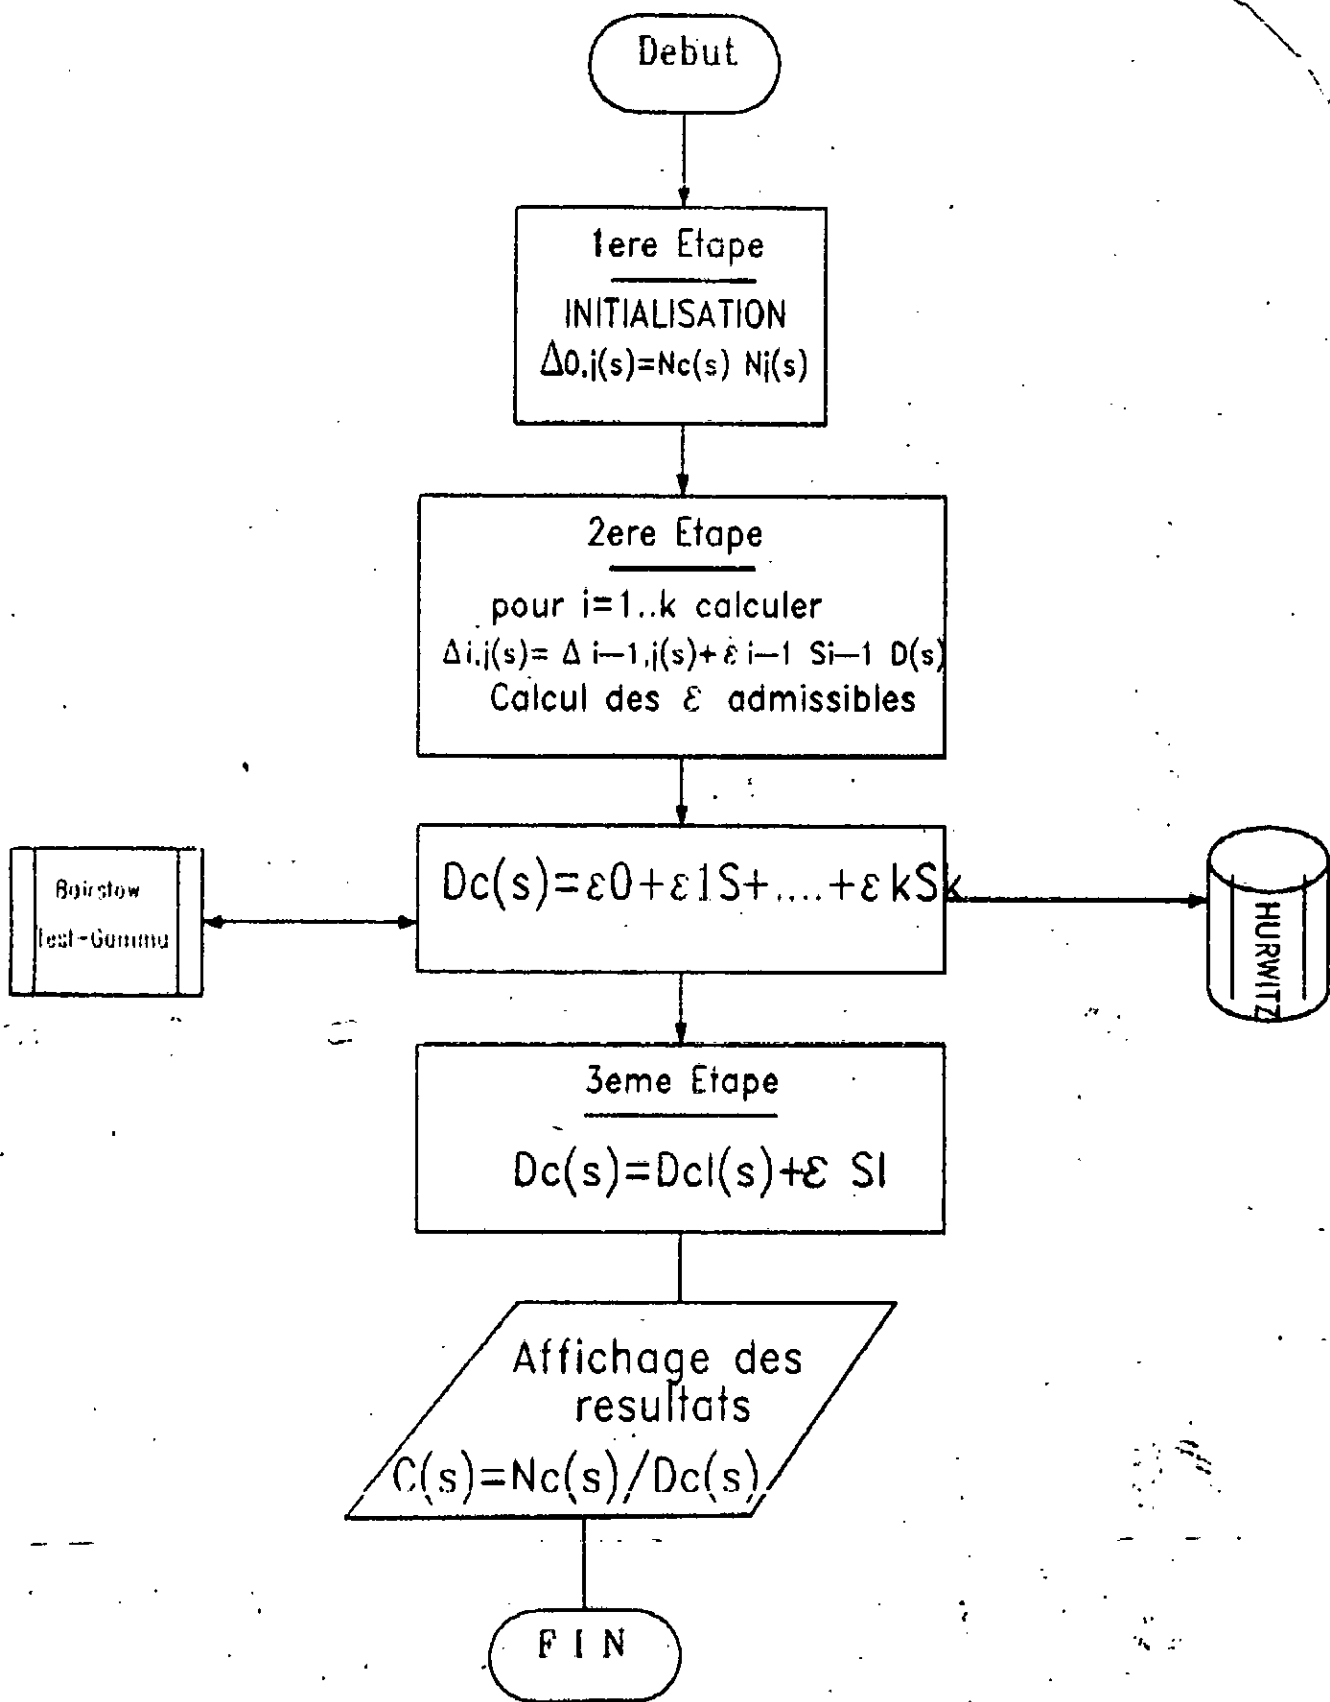 Debut
1ere Etape
INITIALISATION
Δ0,j(s)=Nc(s) Nj(s)
2ere Etape
pour i=1..k calculer
Δi,j(s)= Δ i-1,j(s)+ε i-1 Si-1 D(s)
Calcul des ε admissibles
Dc(s)=ε0+ε1S+....+εkSk
Bairstow
Test-Gamma
HURWITZ
3eme Etape
Dc(s)=Dcl(s)+ε Sl
Affichage des
resultats
C(s)=Nc(s)/Dc(s)
FIN